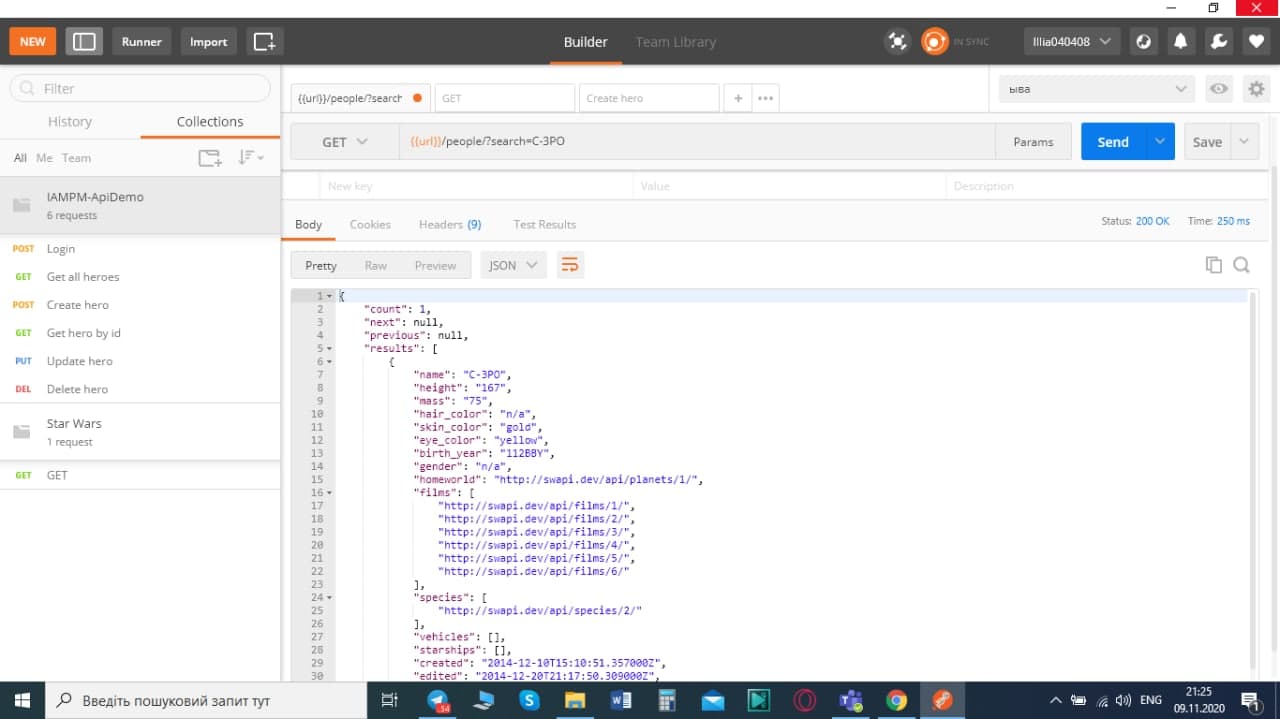 NEW
Runner
Import
Builder
Team Library
IN SYNC
Illia040408
Filter
History
Collections
All Me Team
IAMPM-ApiDemo
6 requests
POST Login
GET Get all heroes
POST Create hero
GET Get hero by id
PUT Update hero
DEL Delete hero
Star Wars
1 request
GET GET
{{url}}/people/?search
GET
Create hero
+
ыва
GET
{{url}}/people/?search=C-3PO
Params
Send
Save
New key
Value
Description
Body
Cookies
Headers (9)
Test Results
Status: 200 OK
Time: 250 ms
Pretty
Raw
Preview
JSON
1 {
2 "count": 1,
3 "next": null,
4 "previous": null,
5 "results": [
6 {
7 "name": "C-3PO",
8 "height": "167",
9 "mass": "75",
10 "hair_color": "n/a",
11 "skin_color": "gold",
12 "eye_color": "yellow",
13 "birth_year": "112BBY",
14 "gender": "n/a",
15 "homeworld": "http://swapi.dev/api/planets/1/",
16 "films": [
17 "http://swapi.dev/api/films/1/",
18 "http://swapi.dev/api/films/2/",
19 "http://swapi.dev/api/films/3/",
20 "http://swapi.dev/api/films/4/",
21 "http://swapi.dev/api/films/5/",
22 "http://swapi.dev/api/films/6/"
23 ],
24 "species": [
25 "http://swapi.dev/api/species/2/"
26 ],
27 "vehicles": [],
28 "starships": [],
29 "created": "2014-12-10T15:10:51.357000Z",
30 "edited": "2014-12-20T21:17:50.309000Z",
Введіть пошуковий запит тут
54
ENG
21:25
09.11.2020
1